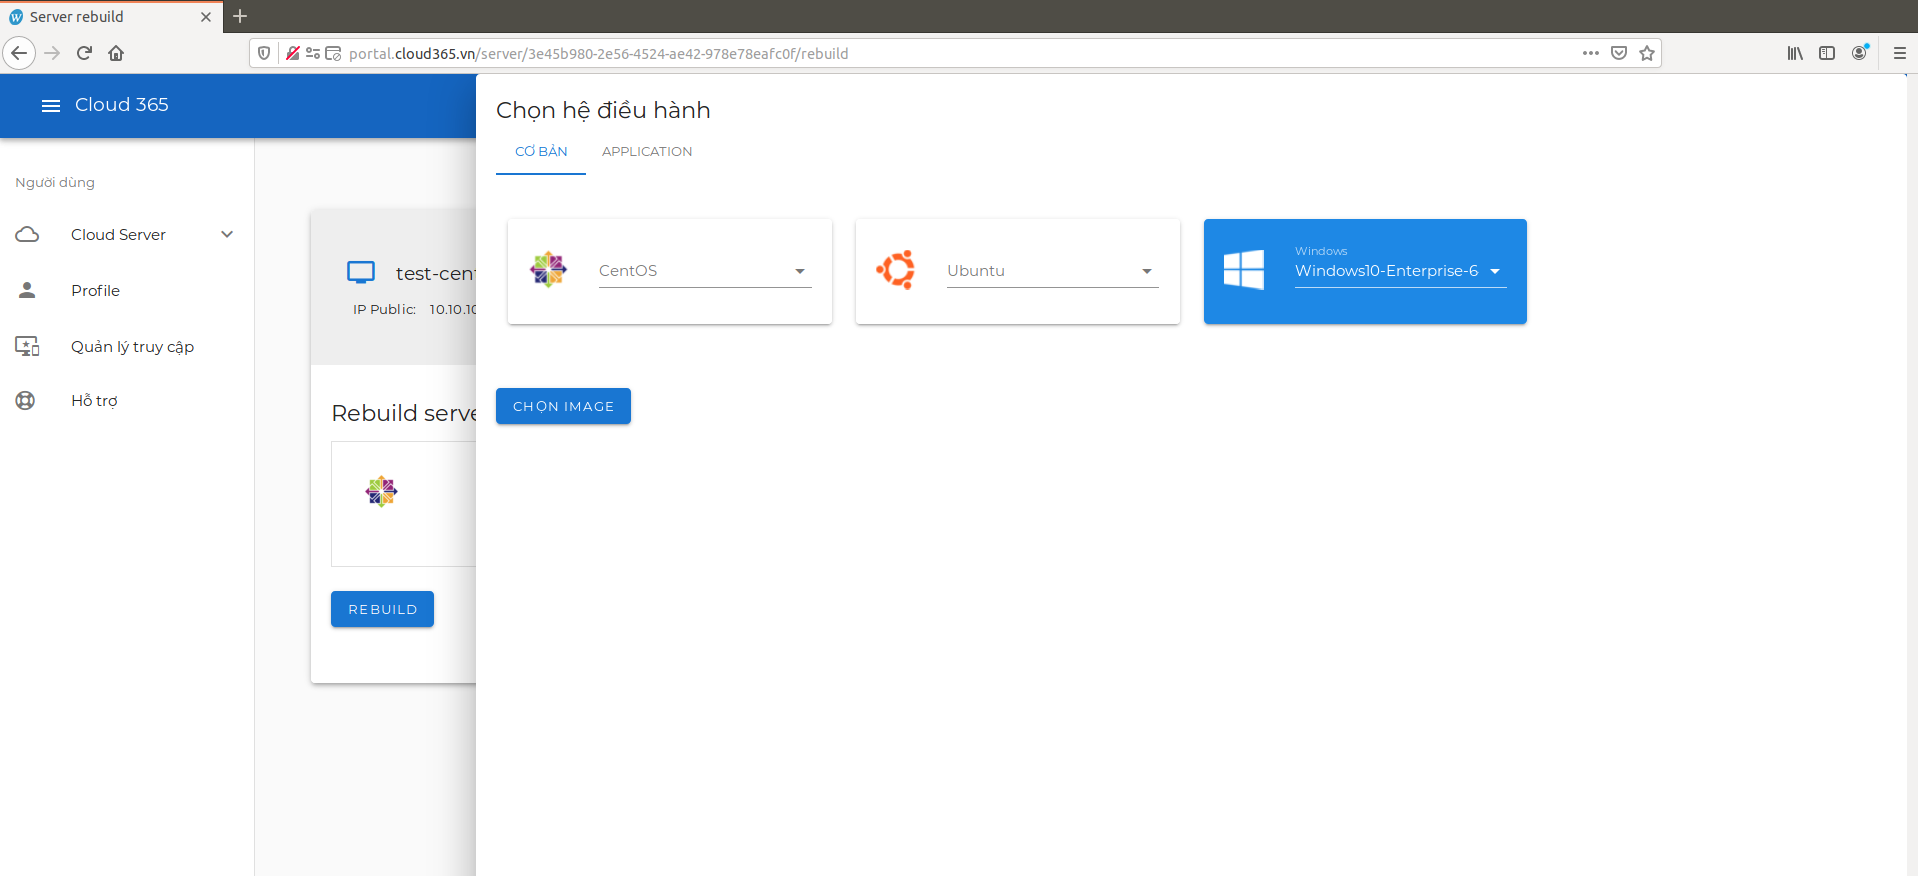 Server rebuild
portal.cloud365.vn/server/3e45b980-2e56-4524-ae42-978e78eafc0f/rebuild
Cloud 365
Người dùng
Cloud Server
Profile
Quản lý truy cập
Hỗ trợ
test-cent
IP Public: 10.10.10
Rebuild serve
REBUILD
Chọn hệ điều hành
CƠ BẢN
APPLICATION
CentOS
Ubuntu
Windows
Windows10-Enterprise-6
CHỌN IMAGE